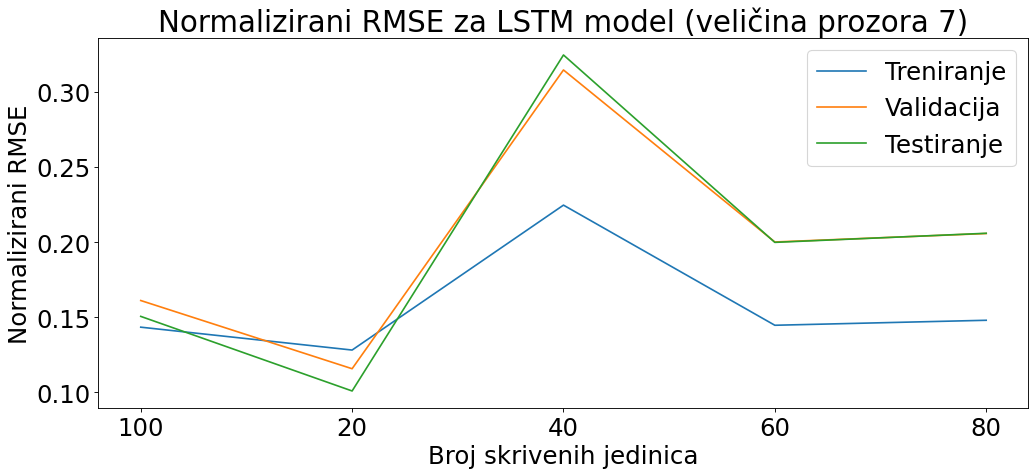 Normalizirani RMSE za LSTM model (veličina prozora 7)
Normalizirani RMSE
0.30
0.25
0.20
0.15
0.10
Treniranje
Validacija
Testiranje
100 20 40 60 80
Broj skrivenih jedinica